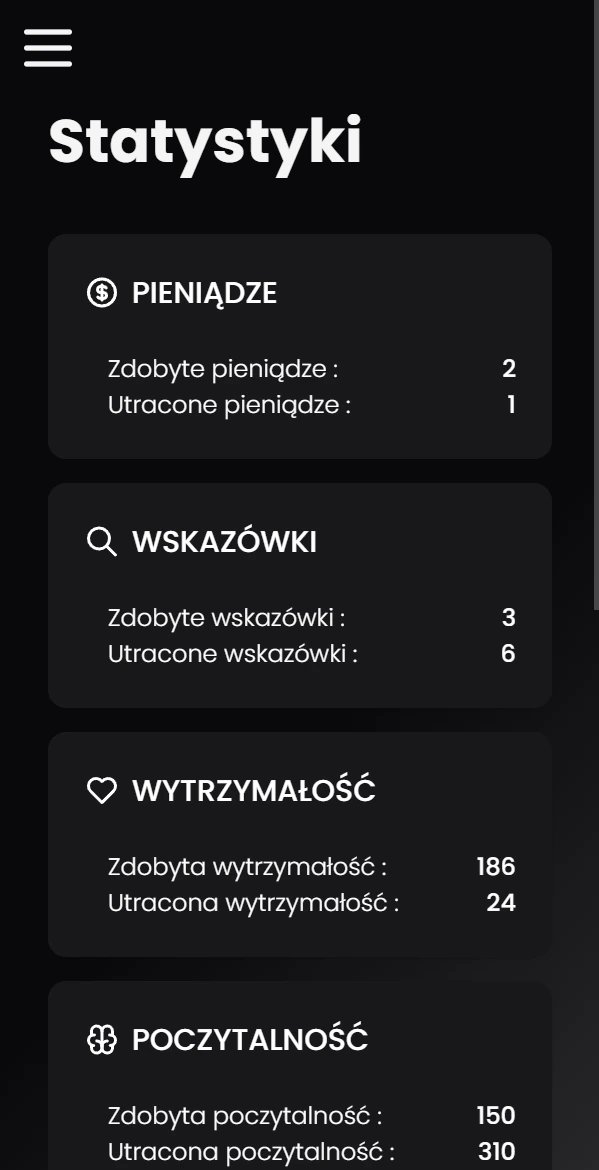 Statystyki
PIENIĄDZE
Zdobyte pieniądze : 2
Utracone pieniądze : 1
WSKAZÓWKI
Zdobyte wskazówki : 3
Utracone wskazówki : 6
WYTRZYMAŁOŚĆ
Zdobyta wytrzymałość : 186
Utracona wytrzymałość : 24
POCZYTALNOŚĆ
Zdobyta poczytalność : 150
Utracona poczytalność : 310